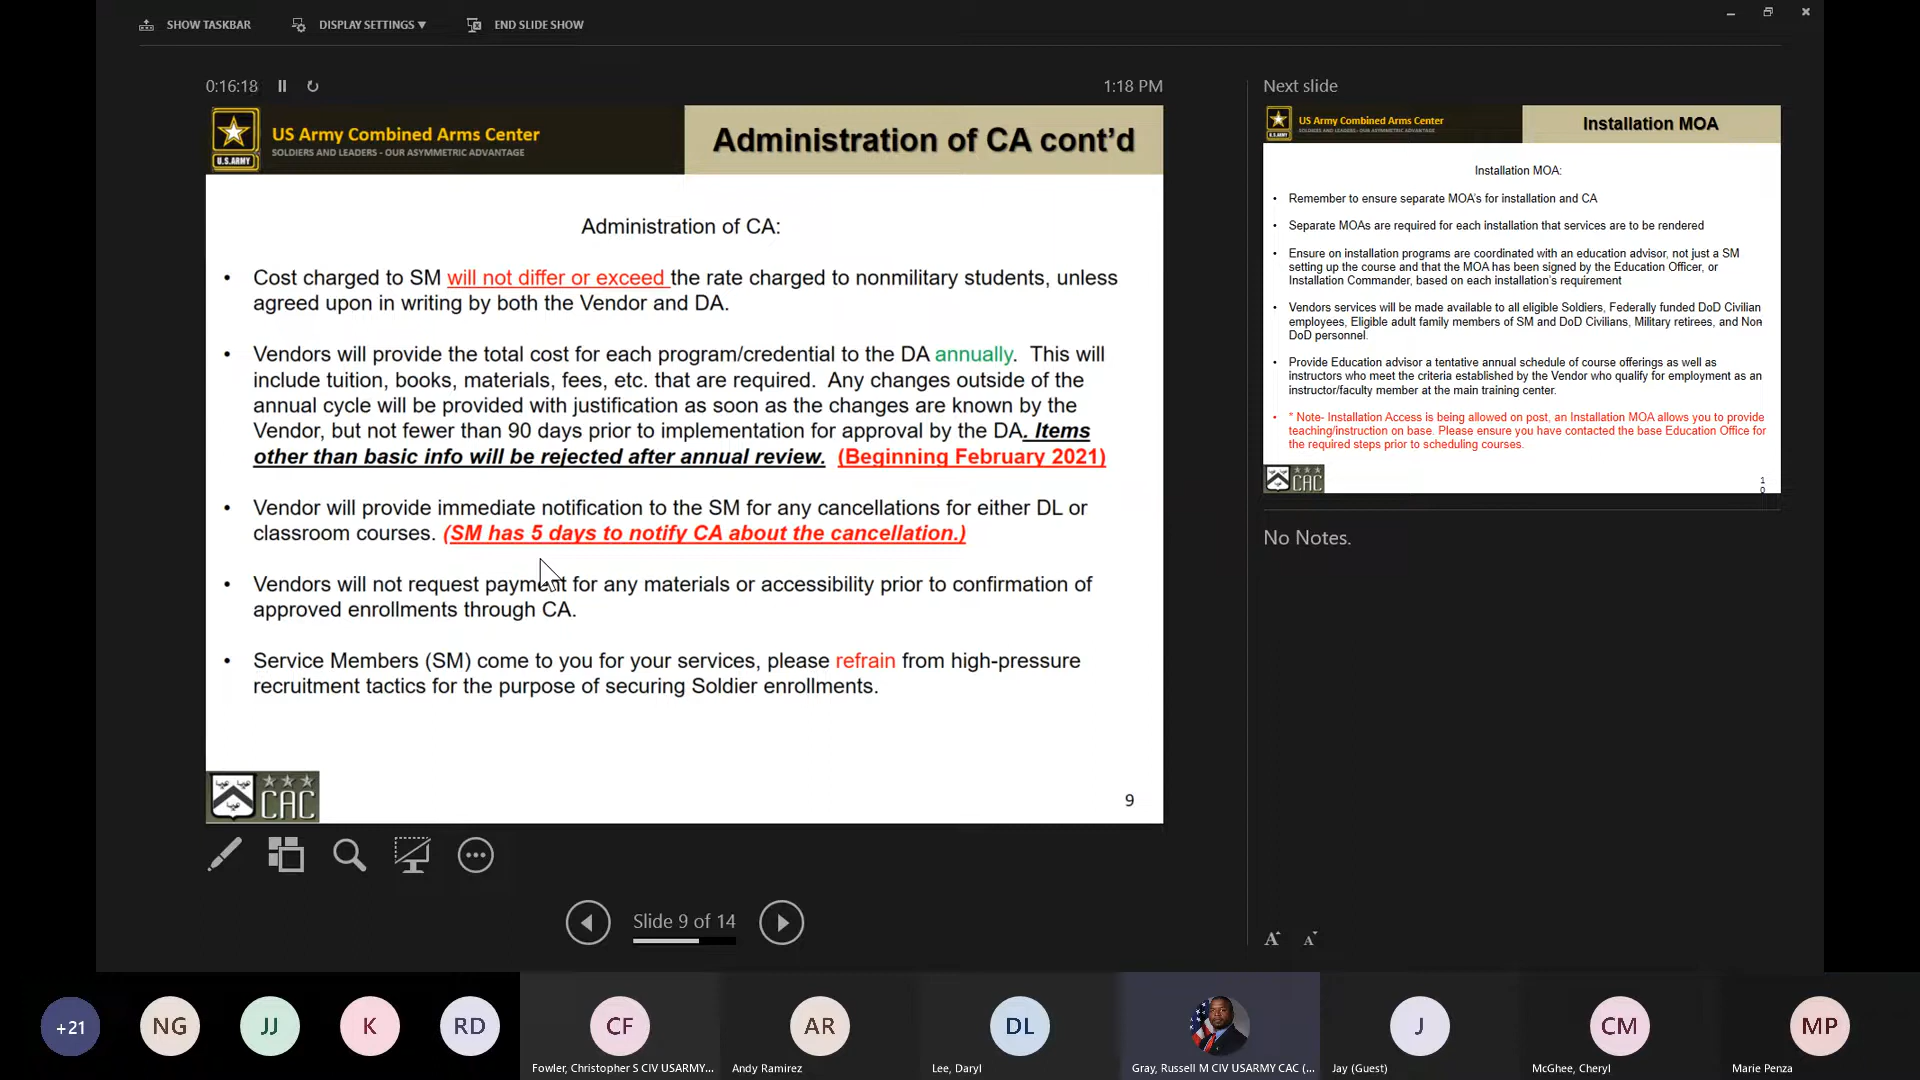 SHOW TASKBAR
DISPLAY SETTINGS
END SLIDE SHOW
0:16:18
1:18 PM
U.S.ARMY
US Army Combined Arms Center
SOLDIERS AND LEADERS - OUR ASYMMETRIC ADVANTAGE
Administration of CA cont’d
Administration of CA:
• Cost charged to SM will not differ or exceed the rate charged to nonmilitary students, unless
agreed upon in writing by both the Vendor and DA.
• Vendors will provide the total cost for each program/credential to the DA annually. This will
include tuition, books, materials, fees, etc. that are required. Any changes outside of the
annual cycle will be provided with justification as soon as the changes are known by the
Vendor, but not fewer than 90 days prior to implementation for approval by the DA. Items
other than basic info will be rejected after annual review. (Beginning February 2021)
• Vendor will provide immediate notification to the SM for any cancellations for either DL or
classroom courses. (SM has 5 days to notify CA about the cancellation.)
• Vendors will not request payment for any materials or accessibility prior to confirmation of
approved enrollments through CA.
• Service Members (SM) come to you for your services, please refrain from high-pressure
recruitment tactics for the purpose of securing Soldier enrollments.
CAC
9
Slide 9 of 14
Next slide
US Army Combined Arms Center
SOLDIERS AND LEADERS - OUR ASYMMETRIC ADVANTAGE
Installation MOA
Installation MOA:
• Remember to ensure separate MOA's for installation and CA
• Separate MOAs are required for each installation that services are to be rendered
• Ensure on installation programs are coordinated with an education advisor, not just a SM
setting up the course and that the MOA has been signed by the Education Officer, or
Installation Commander, based on each installation's requirement
• Vendors services will be made available to all eligible Soldiers, Federally funded DoD Civilian
employees, Eligible adult family members of SM and DoD Civilians, Military retirees, and Non-
DoD personnel.
• Provide Education advisor a tentative annual schedule of course offerings as well as
instructors who meet the criteria established by the Vendor who qualify for employment as an
instructor/faculty member at the main training center.
• * Note- Installation Access is being allowed on post, an Installation MOA allows you to provide
teaching/instruction on base. Please ensure you have contacted the base Education Office for
the required steps prior to scheduling courses.
CAC
1
0
No Notes.
A A
+21
NG
JJ
K
RD
CF
AR
DL
J
CM
MP
Fowler, Christopher S CIV USARMY...
Andy Ramirez
Lee, Daryl
Gray, Russell M CIV USARMY CAC (...
Jay (Guest)
McGhee, Cheryl
Marie Penza